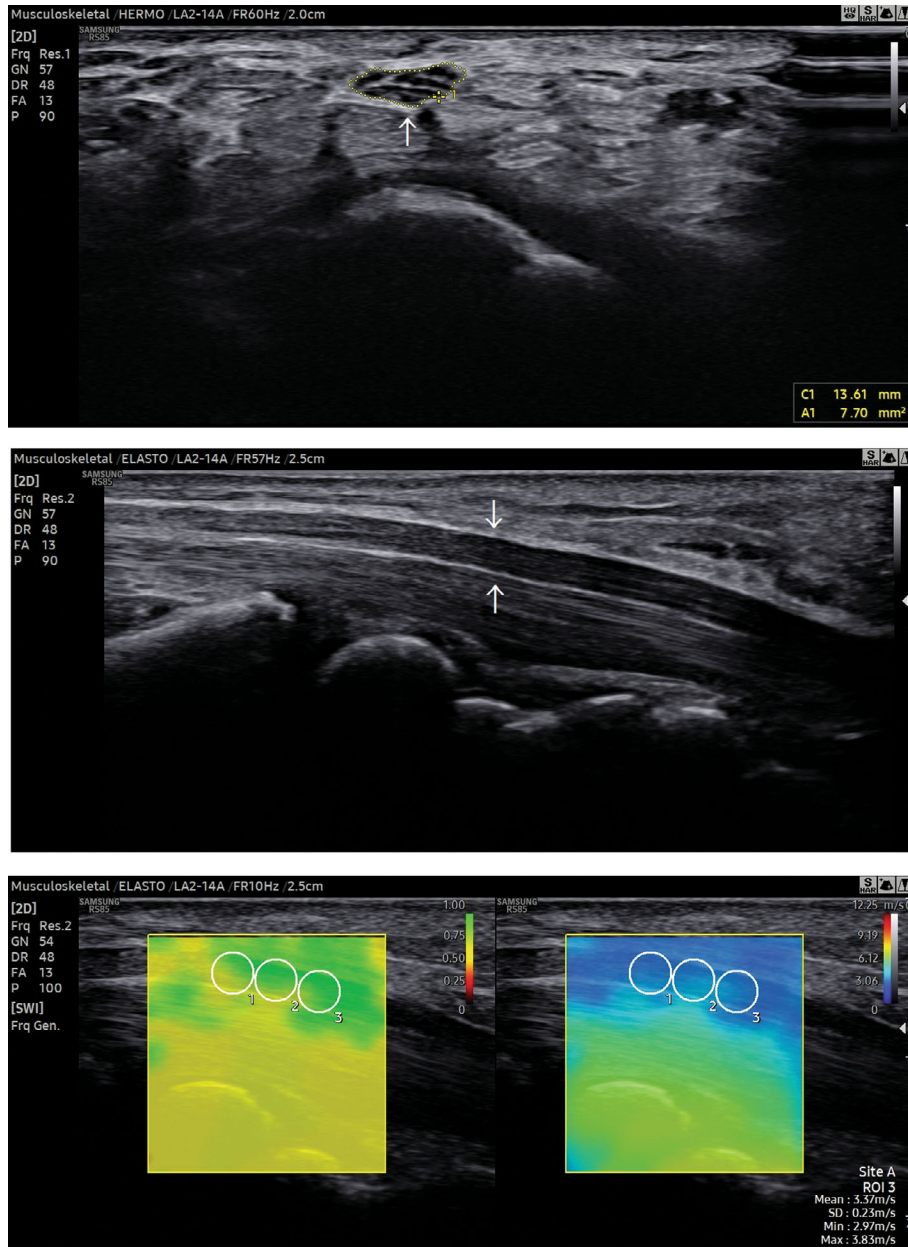 Musculoskeletal /HERMO /LA2-14A /FR60Hz /2.0cm
HQ
S
HAR
SAMSUNG
RS85
[2D]
Frq Res.1
GN 57
DR 48
FA 13
P 90
1
C1 13.61 mm
A1 7.70 mm²
Musculoskeletal /ELASTO /LA2-14A /FR57Hz /2.5cm
S
HAR
SAMSUNG
RS85
[2D]
Frq Res.2
GN 57
DR 48
FA 13
P 90
Musculoskeletal /ELASTO /LA2-14A /FR10Hz /2.5cm
S
HAR
[2D]
Frq Res.2
GN 54
DR 48
FA 13
P 100
[SWI]
Frq Gen.
SAMSUNG
RS85
1.00
0.75
0.50
0.25
0
1
2
3
SAMSUNG
RS85
12.25 m/s
9.19
6.12
3.06
0
1
2
3
Site A
ROI 3
Mean : 3.37m/s
SD : 0.23m/s
Min : 2.97m/s
Max : 3.83m/s